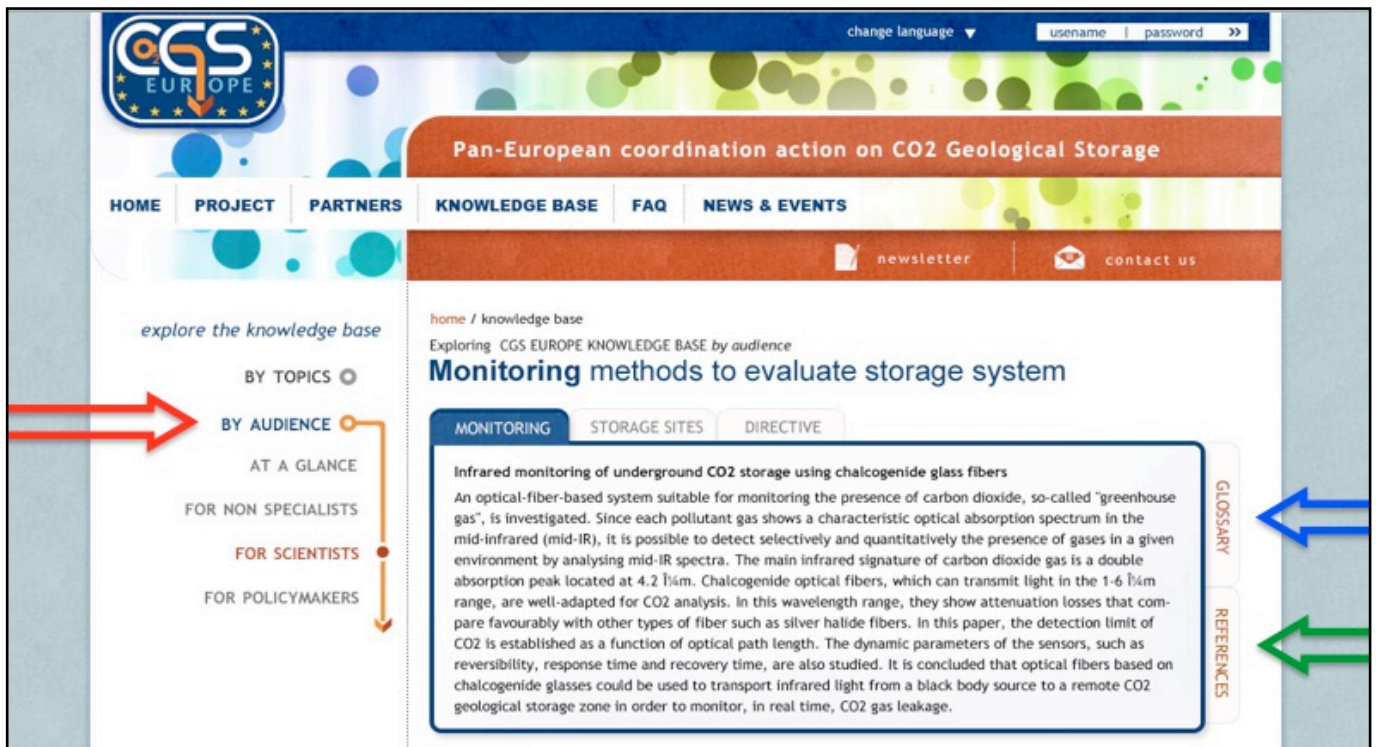 CO2GS
EUROPE
change language
usename | password »
Pan-European coordination action on CO2 Geological Storage
HOME PROJECT PARTNERS KNOWLEDGE BASE FAQ NEWS & EVENTS
newsletter contact us
explore the knowledge base
BY TOPICS
BY AUDIENCE
AT A GLANCE
FOR NON SPECIALISTS
FOR SCIENTISTS
FOR POLICYMAKERS
home / knowledge base
Exploring CGS EUROPE KNOWLEDGE BASE by audience
Monitoring methods to evaluate storage system
MONITORING STORAGE SITES DIRECTIVE
Infrared monitoring of underground CO2 storage using chalcogenide glass fibers
An optical-fiber-based system suitable for monitoring the presence of carbon dioxide, so-called "greenhouse
gas", is investigated. Since each pollutant gas shows a characteristic optical absorption spectrum in the
mid-infrared (mid-IR), it is possible to detect selectively and quantitatively the presence of gases in a given
environment by analysing mid-IR spectra. The main infrared signature of carbon dioxide gas is a double
absorption peak located at 4.2 Î¼m. Chalcogenide optical fibers, which can transmit light in the 1-6 Î¼m
range, are well-adapted for CO2 analysis. In this wavelength range, they show attenuation losses that com-
pare favourably with other types of fiber such as silver halide fibers. In this paper, the detection limit of
CO2 is established as a function of optical path length. The dynamic parameters of the sensors, such as
reversibility, response time and recovery time, are also studied. It is concluded that optical fibers based on
chalcogenide glasses could be used to transport infrared light from a black body source to a remote CO2
geological storage zone in order to monitor, in real time, CO2 gas leakage.
GLOSSARY
REFERENCES